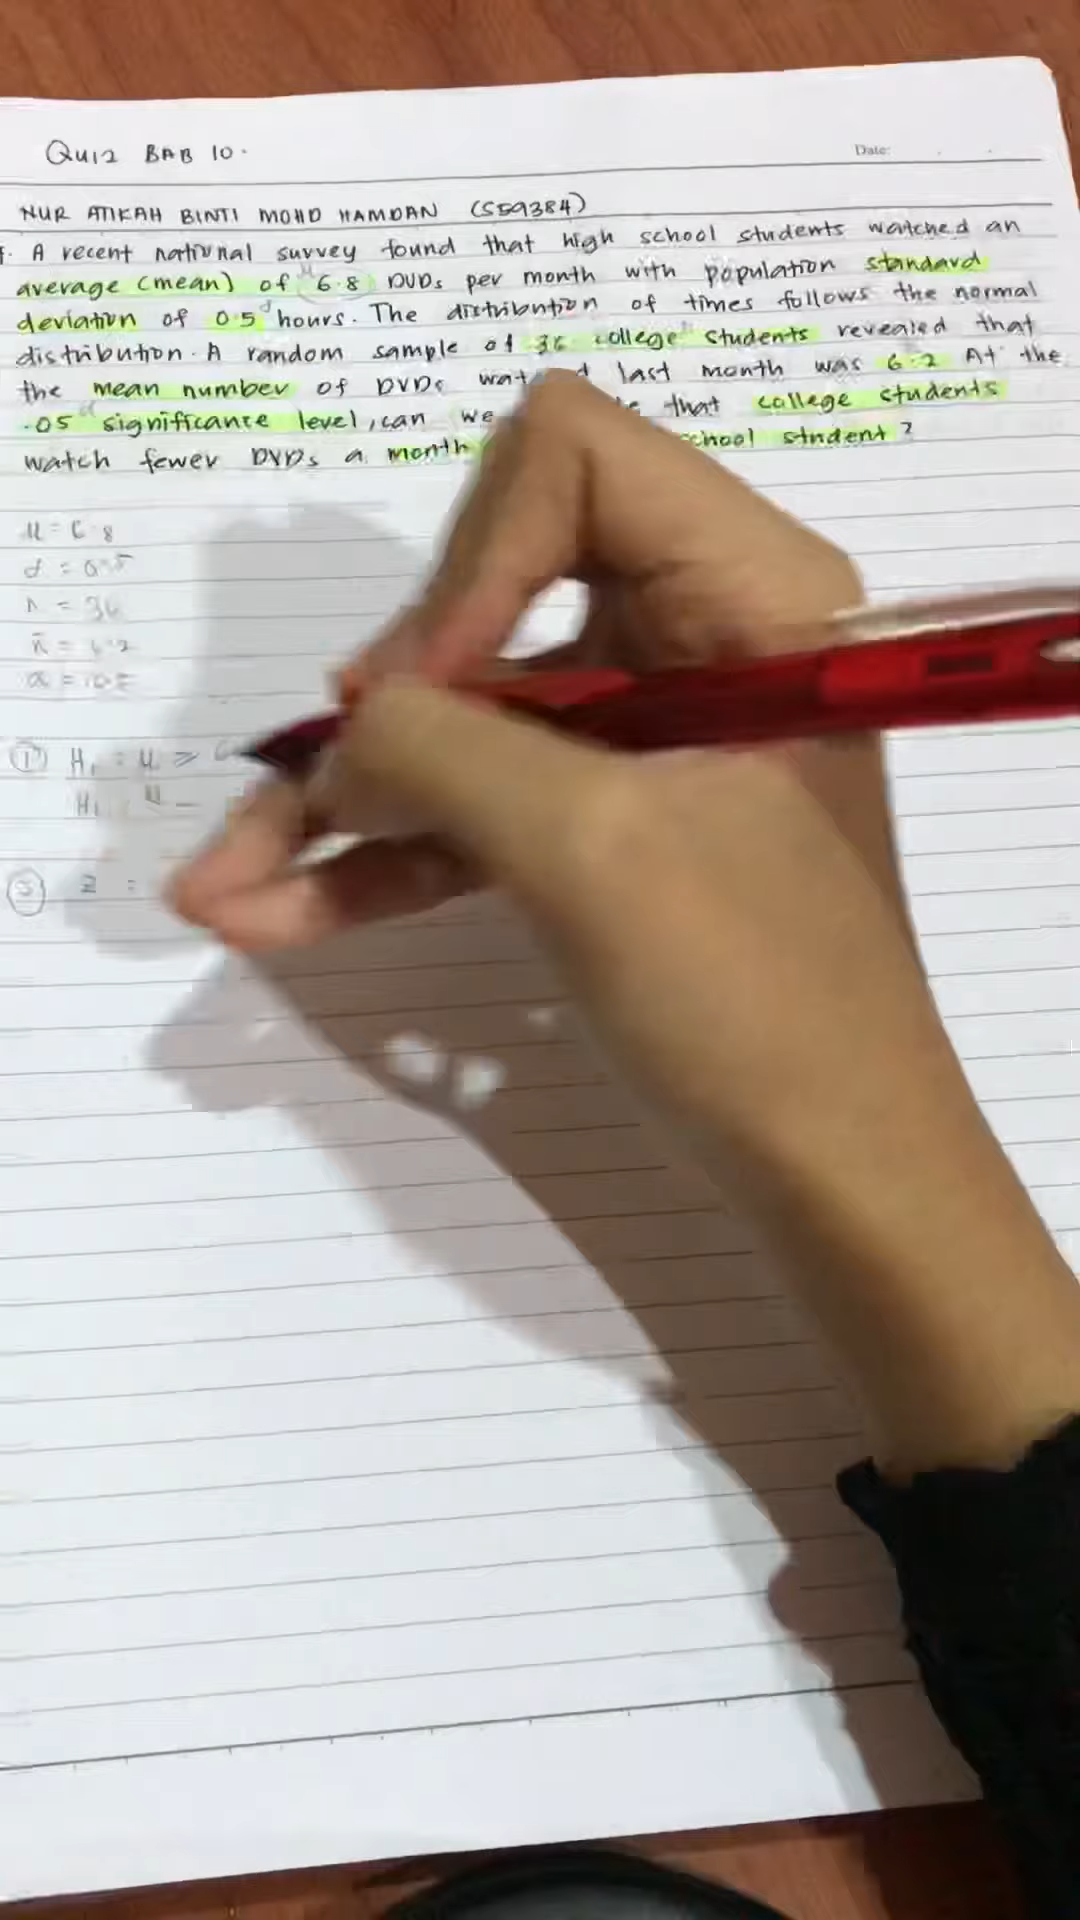 QUIZ BAB 10.
Date:
NUR ATIKAH BINTI MOHD HAMDAN (S59384)
A recent national survey found that high school students watched an
average (mean) of 6.8 DVDs per month with population standard
deviation of 0.5 hours. The distribution of times follows the normal
distribution. A random sample of 36 college students revealed that
the mean number of DVDs last month was 6.2 At the
.05 significance level, can we that college students
watch fewer DVDs a month school student?
μ = 6.8
σ = 0.5
n = 36
x̄ = 6.2
α = .05
① H₁ : μ ≥
H₁ : μ
z =